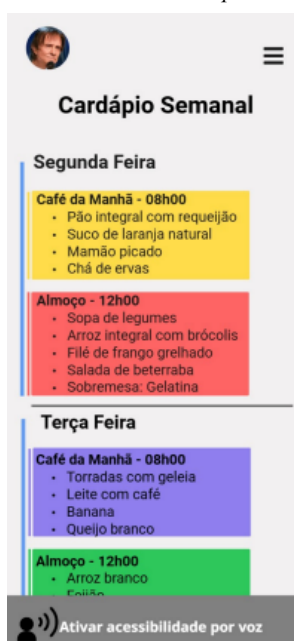 Cardápio Semanal
Segunda Feira
Café da Manhã - 08h00
• Pão integral com requeijão
• Suco de laranja natural
• Mamão picado
• Chá de ervas
Almoço - 12h00
• Sopa de legumes
• Arroz integral com brócolis
• Filé de frango grelhado
• Salada de beterraba
• Sobremesa: Gelatina
Terça Feira
Café da Manhã - 08h00
• Torradas com geleia
• Leite com café
• Banana
• Queijo branco
Almoço - 12h00
• Arroz branco
• Feijão
Ativar acessibilidade por voz